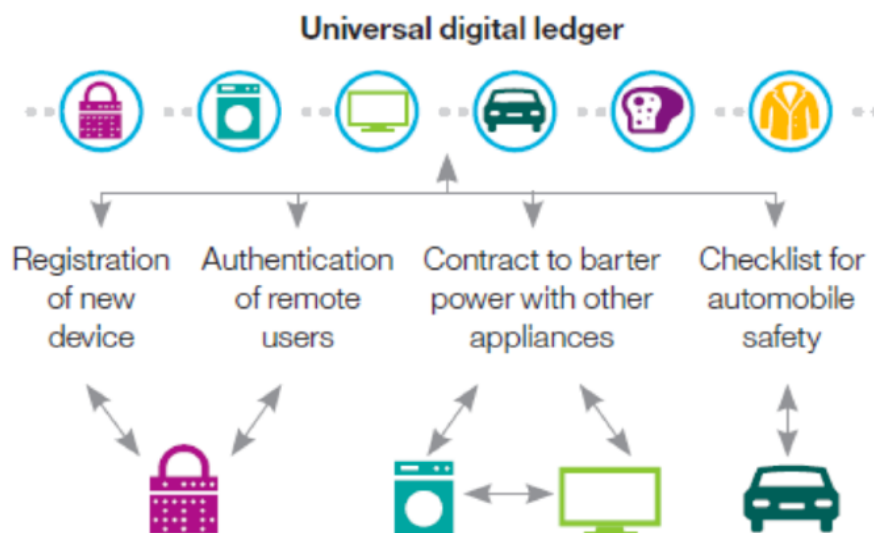 Universal digital ledger
Registration
of new
device
Authentication
of remote
users
Contract to barter
power with other
appliances
Checklist for
automobile
safety